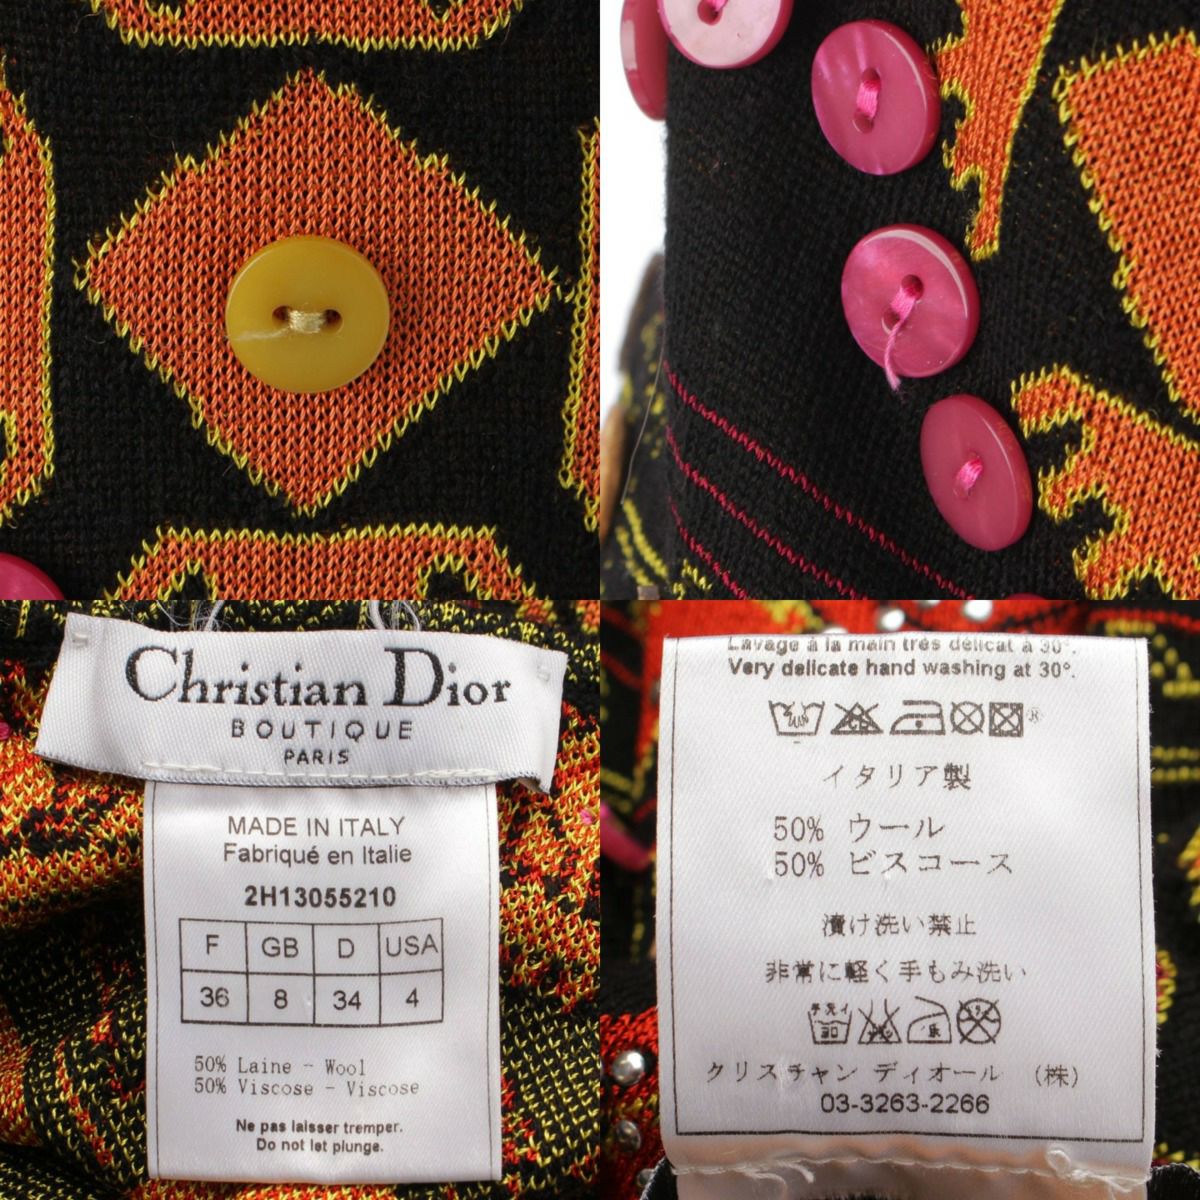 Christian Dior
BOUTIQUE
PARIS
MADE IN ITALY
Fabriqué en Italie
2H13055210
F GB D USA
36 8 34 4
50% Laine - Wool
50% Viscose - Viscose
Ne pas laisser tremper.
Do not let plunge.
Lavage à la main très délicat à 30°.
Very delicate hand washing at 30°.
イタリア製
50% ウール
50% ビスコース
漬け洗い禁止
非常に軽く手もみ洗い
手洗イ
30
クリスチャン ディオール (株)
03-3263-2266